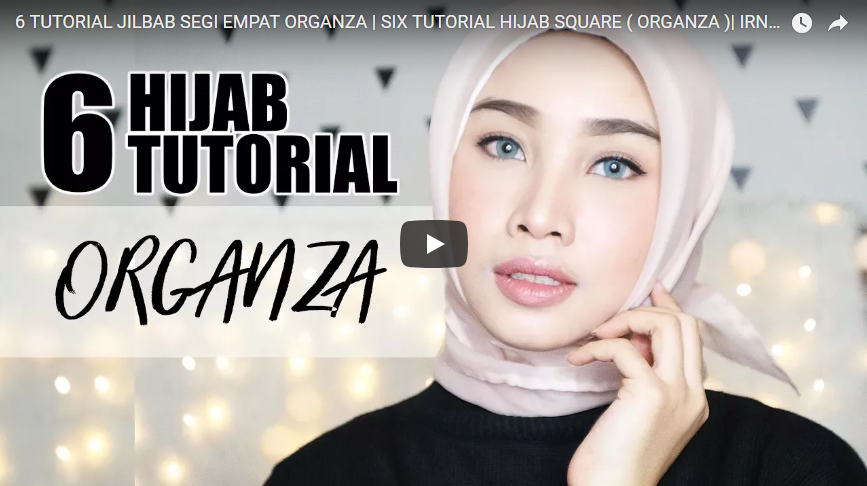 6 TUTORIAL JILBAB SEGI EMPAT ORGANZA | SIX TUTORIAL HIJAB SQUARE ( ORGANZA )| IRN...
6 HIJAB
TUTORIAL
ORGANZA